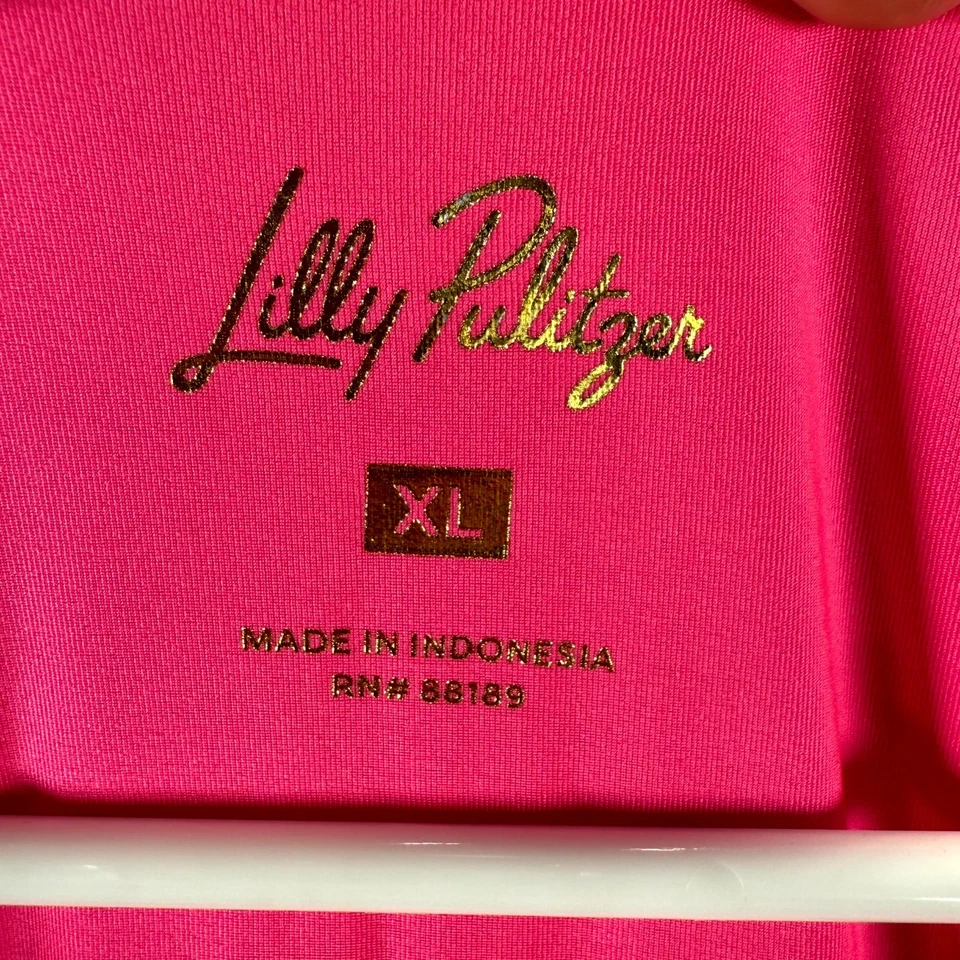 Lilly Pulitzer
XL
MADE IN INDONESIA
RN# 88189